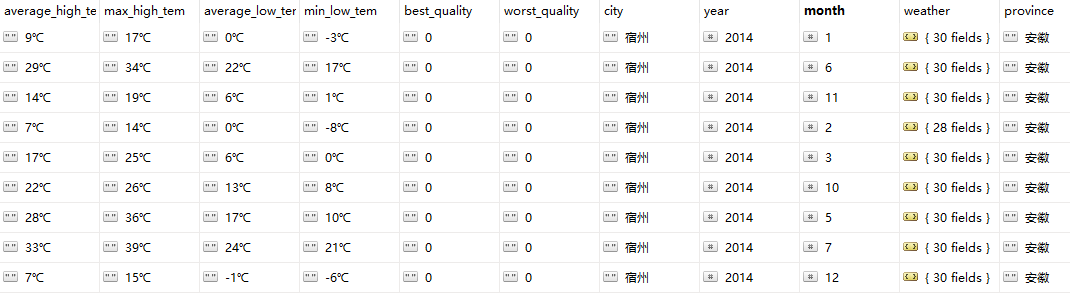 average_high_te max_high_tem average_low_ter min_low_tem best_quality worst_quality city year month weather province
" " 9℃ " " 17℃ " " 0℃ " " -3℃ " " 0 " " 0 " " 宿州 # 2014 # 1 { } { 30 fields } " " 安徽
" " 29℃ " " 34℃ " " 22℃ " " 17℃ " " 0 " " 0 " " 宿州 # 2014 # 6 { } { 30 fields } " " 安徽
" " 14℃ " " 19℃ " " 6℃ " " 1℃ " " 0 " " 0 " " 宿州 # 2014 # 11 { } { 30 fields } " " 安徽
" " 7℃ " " 14℃ " " 0℃ " " -8℃ " " 0 " " 0 " " 宿州 # 2014 # 2 { } { 28 fields } " " 安徽
" " 17℃ " " 25℃ " " 6℃ " " 0℃ " " 0 " " 0 " " 宿州 # 2014 # 3 { } { 30 fields } " " 安徽
" " 22℃ " " 26℃ " " 13℃ " " 8℃ " " 0 " " 0 " " 宿州 # 2014 # 10 { } { 30 fields } " " 安徽
" " 28℃ " " 36℃ " " 17℃ " " 10℃ " " 0 " " 0 " " 宿州 # 2014 # 5 { } { 30 fields } " " 安徽
" " 33℃ " " 39℃ " " 24℃ " " 21℃ " " 0 " " 0 " " 宿州 # 2014 # 7 { } { 30 fields } " " 安徽
" " 7℃ " " 15℃ " " -1℃ " " -6℃ " " 0 " " 0 " " 宿州 # 2014 # 12 { } { 30 fields } " " 安徽